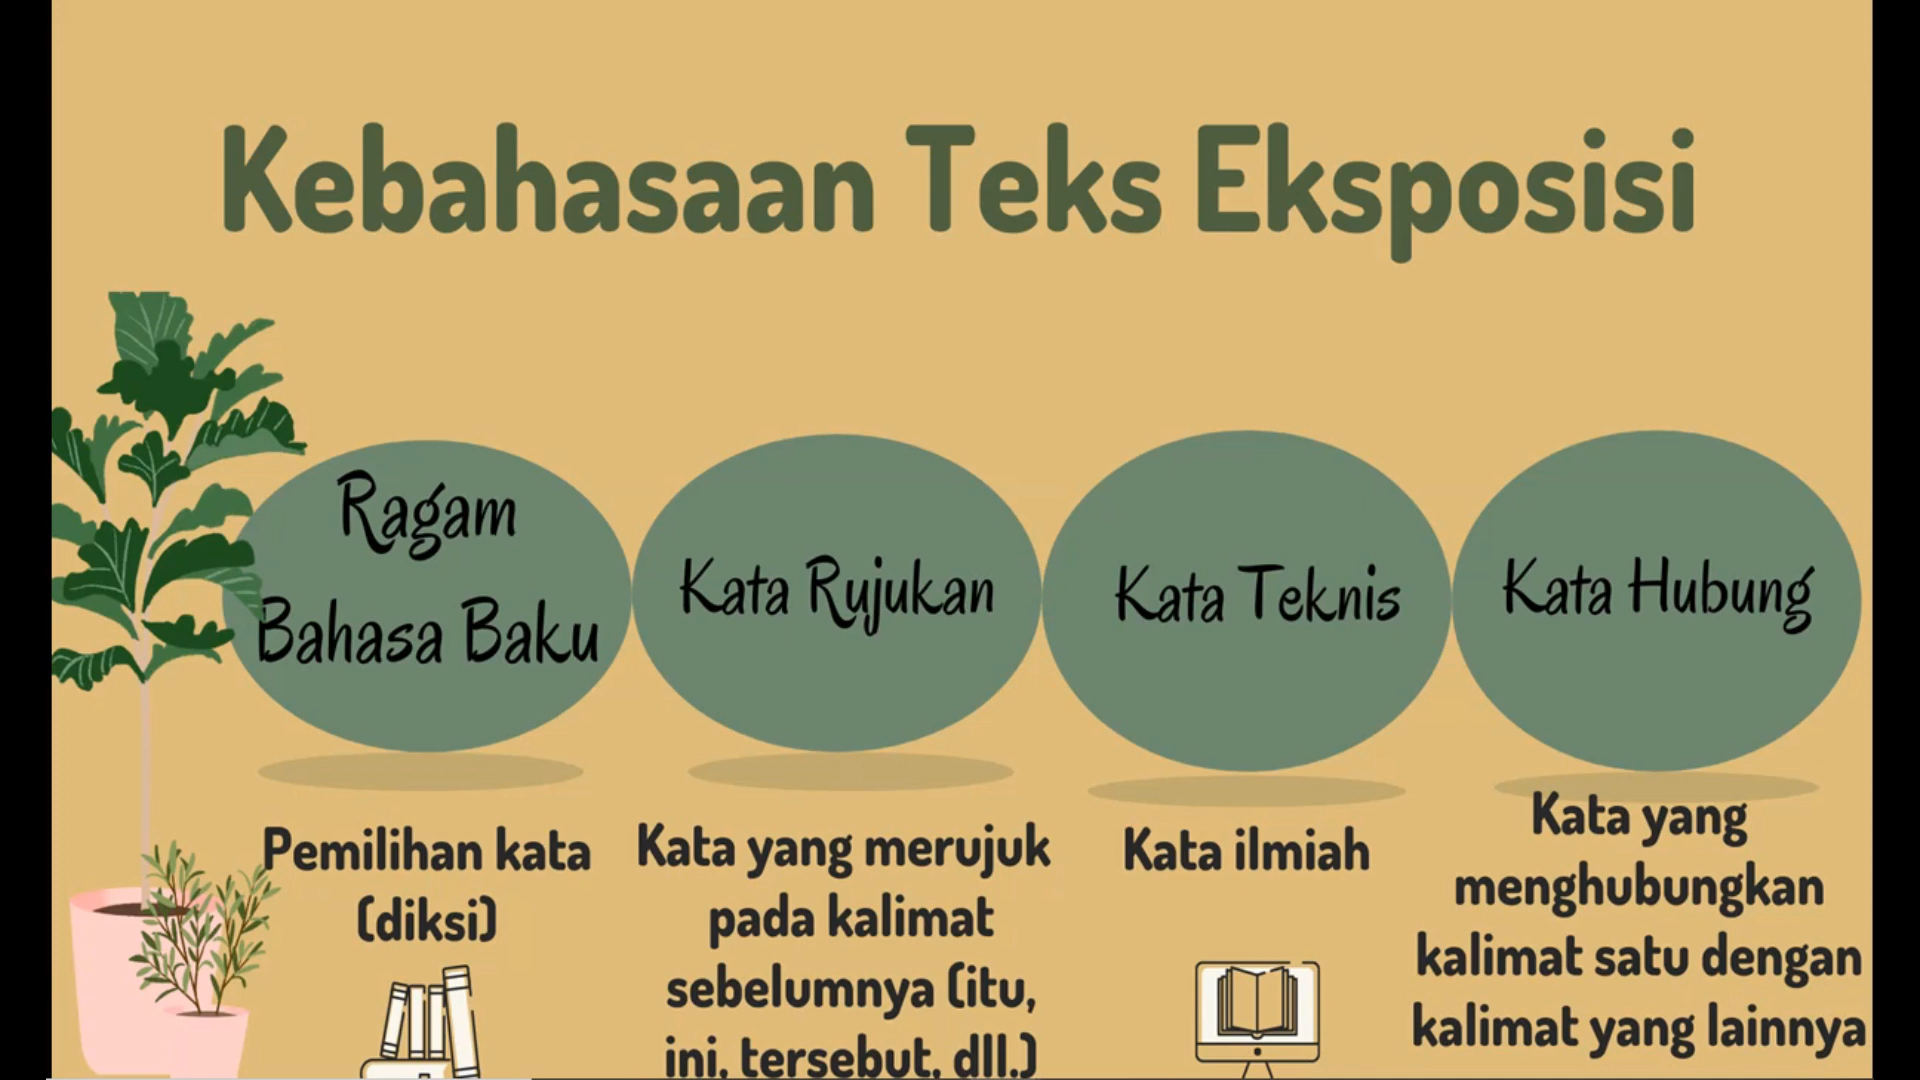 Kebahasaan Teks Eksposisi
Ragam
Bahasa Baku
Pemilihan kata
(diksi)
Kata Rujukan
Kata yang merujuk
pada kalimat
sebelumnya (itu,
ini, tersebut, dll.)
Kata Teknis
Kata ilmiah
Kata Hubung
Kata yang
menghubungkan
kalimat satu dengan
kalimat yang lainnya